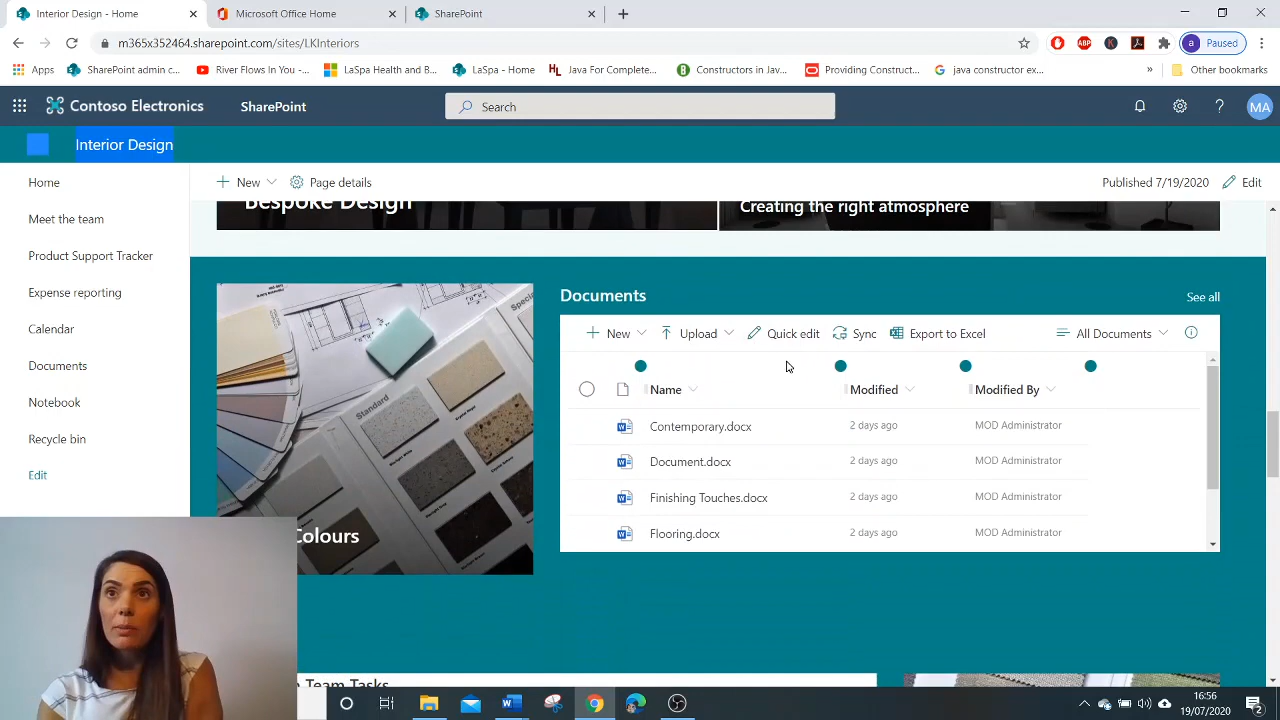 Interior Design - Home
Microsoft Office Home
SharePoint
m365x352464.sharepoint.com/sites/LKInteriors
ABP
K
a
Paused
Apps
SharePoint admin c...
River Flows In You -...
LaSpa Health and B...
LaSpa - Home
Java For Complete...
Constructors in Jav...
Providing Construct...
java constructor ex...
»
Other bookmarks
Contoso Electronics
SharePoint
Search
MA
Interior Design
Home
Meet the team
Product Support Tracker
Expense reporting
Calendar
Documents
Notebook
Recycle bin
Edit
New
Page details
Published 7/19/2020
Edit
Bespoke Design
Creating the right atmosphere
Standard
Colours
Documents
See all
New
Upload
Quick edit
Sync
Export to Excel
All Documents
Name
Modified
Modified By
Contemporary.docx
2 days ago
MOD Administrator
Document.docx
2 days ago
MOD Administrator
Finishing Touches.docx
2 days ago
MOD Administrator
Flooring.docx
2 days ago
MOD Administrator
Team Tasks
16:56
19/07/2020
2